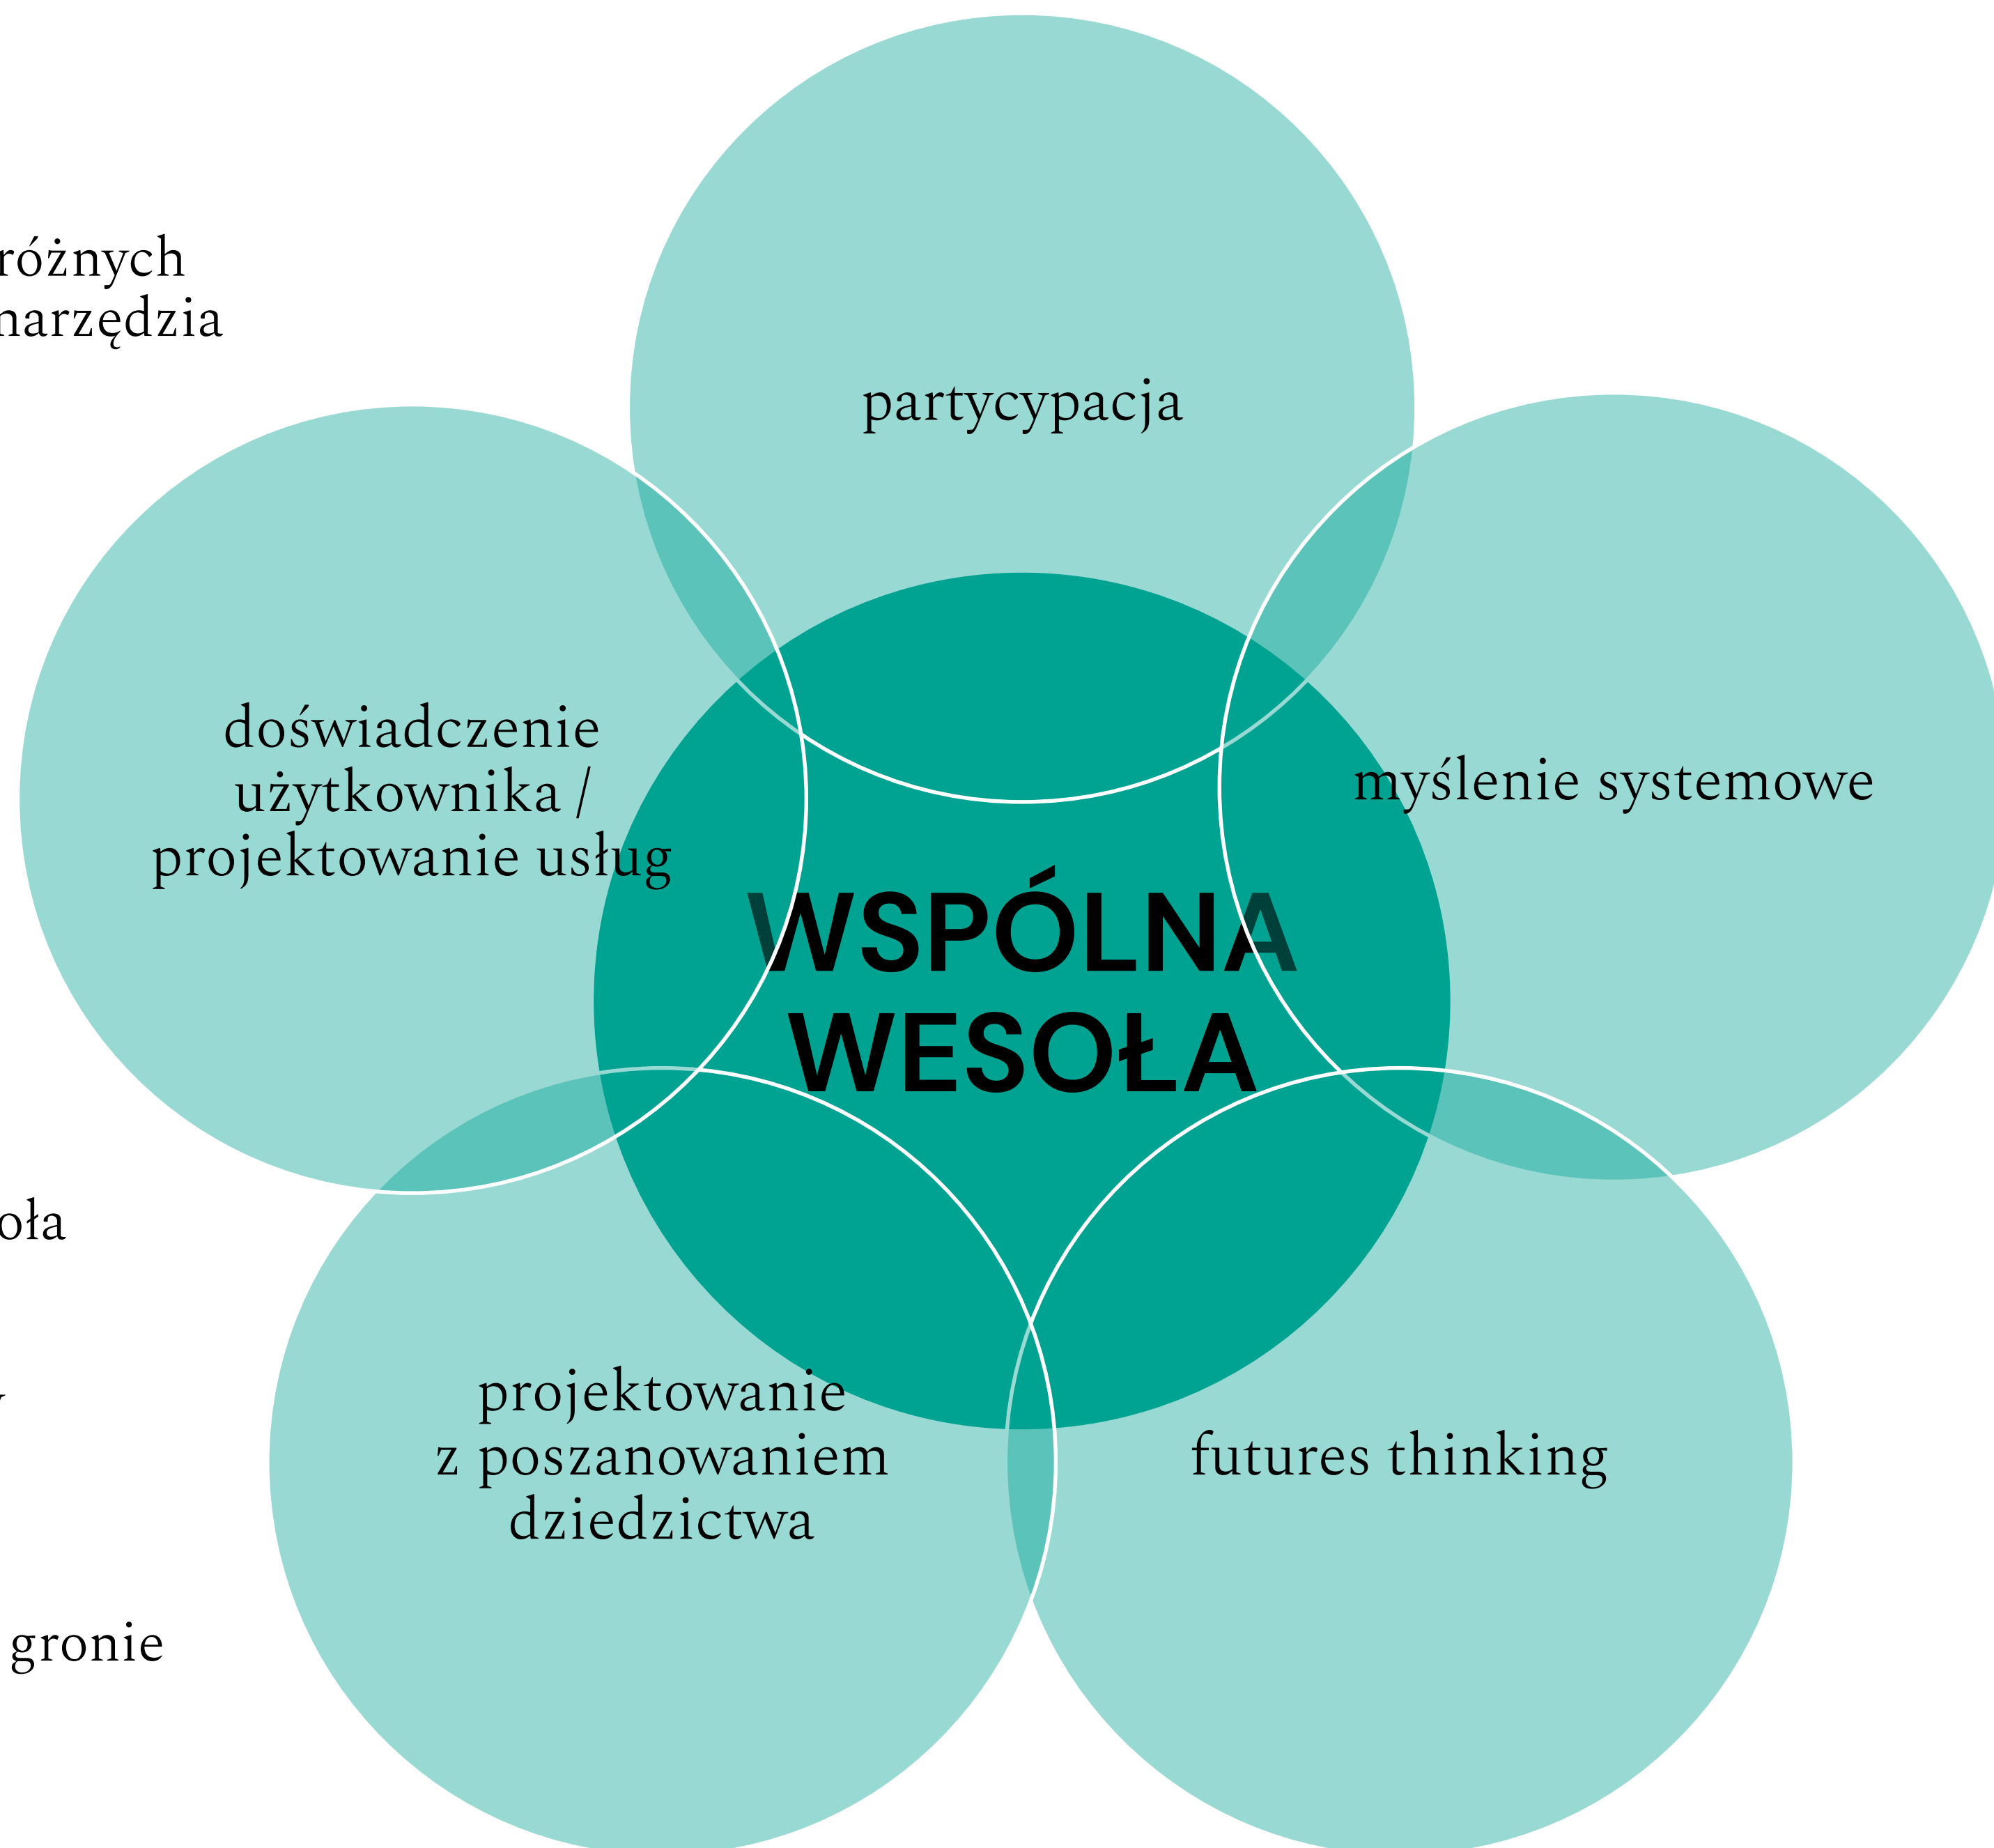 różnych
narzędzia
partycypacja
doświadczenie
użytkownika /
projektowanie usług
myślenie systemowe
WSPÓLNA
WESOŁA
oła
projektowanie
z poszanowaniem
dziedzictwa
futures thinking
gronie